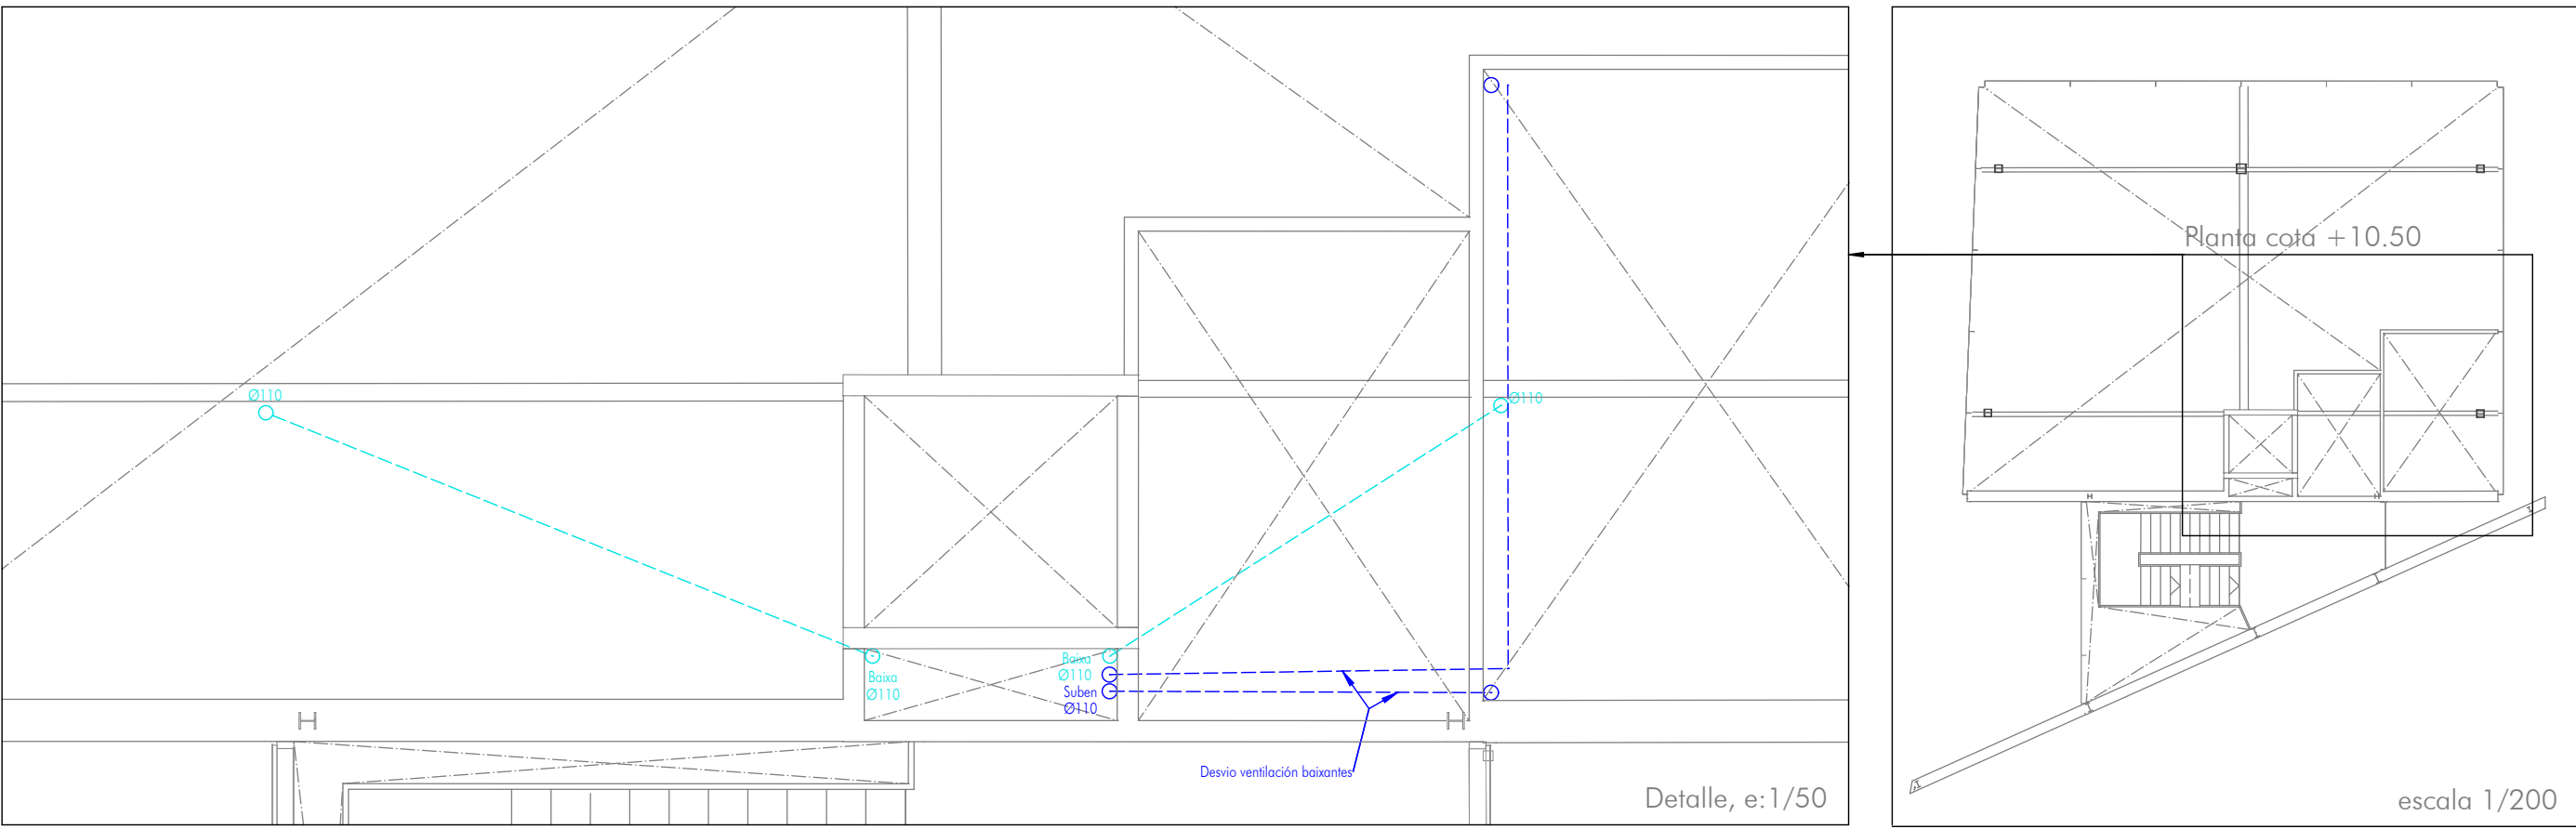 Planta cota +10.50
Ø110
Ø110
Baixa
Ø110
Baixa
Ø110
Suben
Ø110
Desvio ventilación baixantes
Detalle, e:1/50
escala 1/200